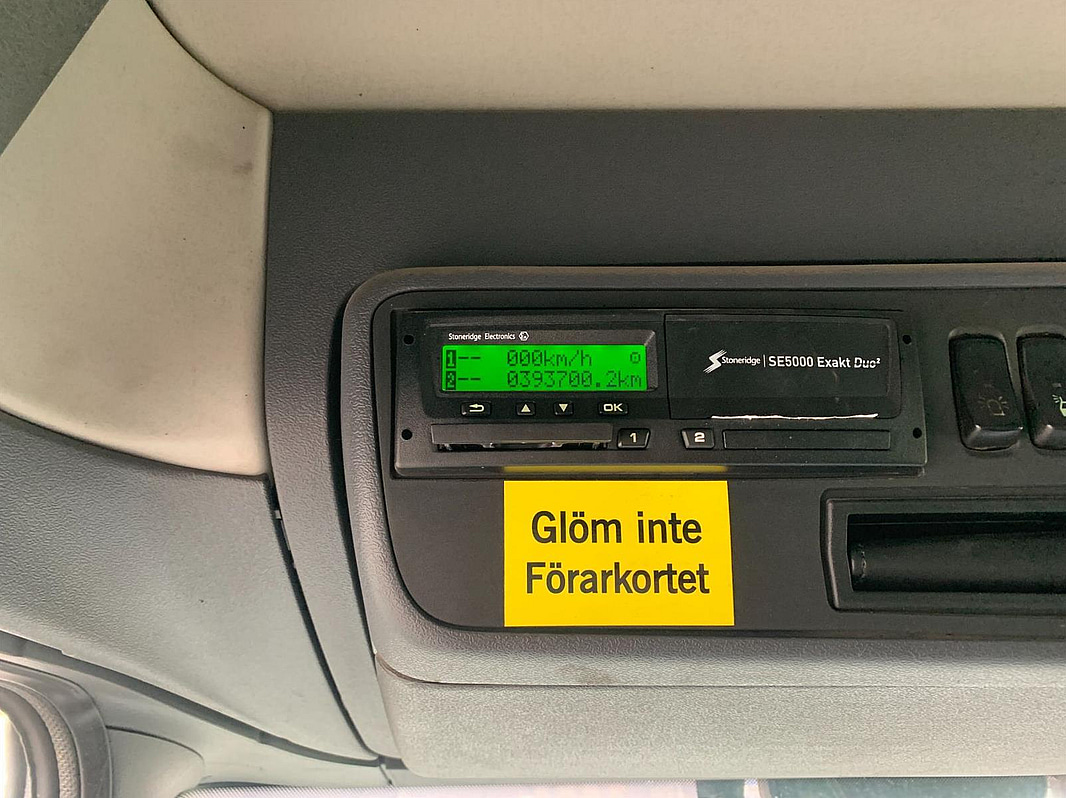 Stoneridge Electronics
1-- 000km/h
2-- 0393700.2km
OK
1
2
Stoneridge | SE5000 Exakt Duo²
Glöm inte
Förarkortet